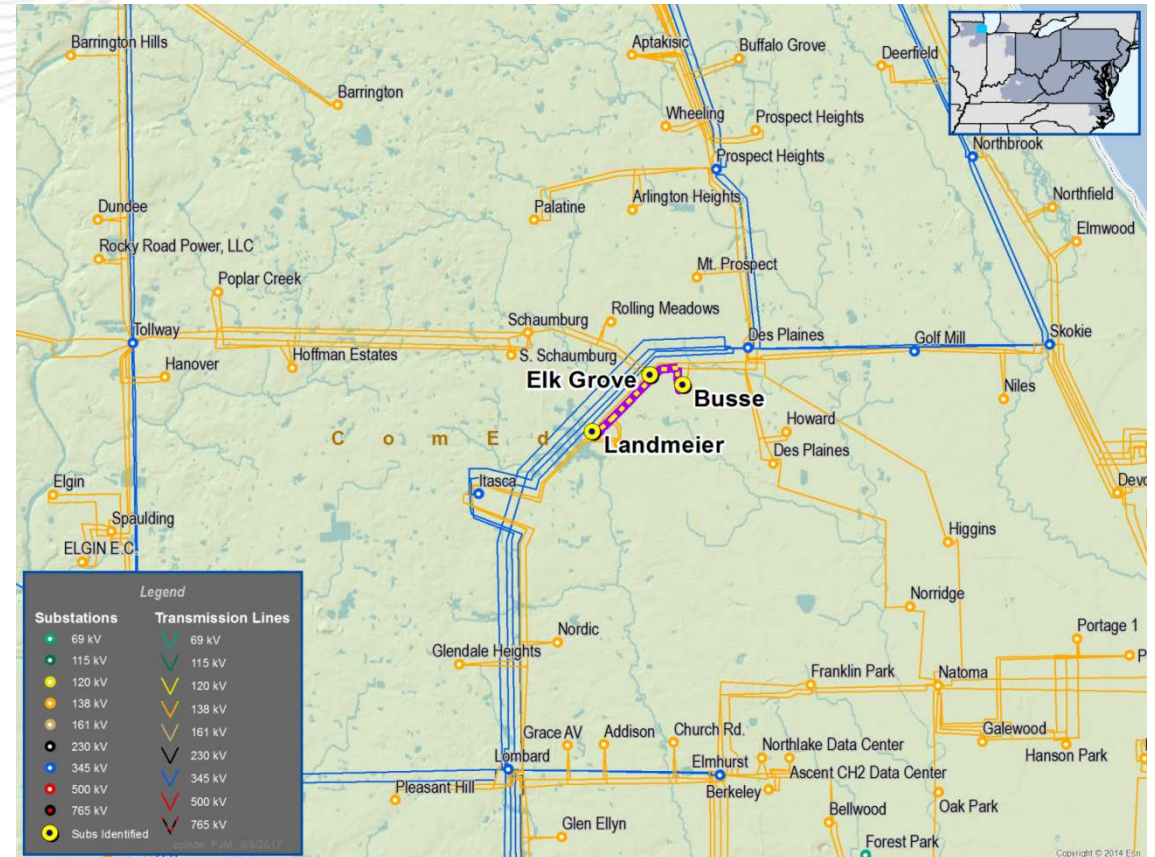 Barrington Hills
Aptakisic
Buffalo Grove
Deerfield
Barrington
Wheeling
Prospect Heights
Northbrook
Prospect Heights
Northfield
Arlington Heights
Palatine
Dundee
Elmwood
Rocky Road Power, LLC
Mt. Prospect
Poplar Creek
Rolling Meadows
Schaumburg
Tollway
Des Plaines
Golf Mill
Skokie
Hanover
Hoffman Estates
S. Schaumburg
Elk Grove
Niles
Busse
Howard
ComEd
Landmeier
Des Plaines
Elgin
Itasca
Devo
Spaulding
Higgins
ELGIN E.C.
Norridge
Nordic
Portage 1
Glendale Heights
P
Franklin Park
Natoma
Grace AV
Addison
Church Rd.
Galewood
Northlake Data Center
Hanson Park
Lombard
Elmhurst
Ascent CH2 Data Center
Pleasant Hill
Berkeley
Oak Park
Bellwood
Glen Ellyn
Forest Park
Legend
Substations
69 kV
115 kV
120 kV
138 kV
161 kV
230 kV
345 kV
500 kV
765 kV
Subs Identified
Transmission Lines
69 kV
115 kV
120 kV
138 kV
161 kV
230 kV
345 kV
500 kV
765 kV
PJM 8/6/2017
Copyright © 2014 Esri